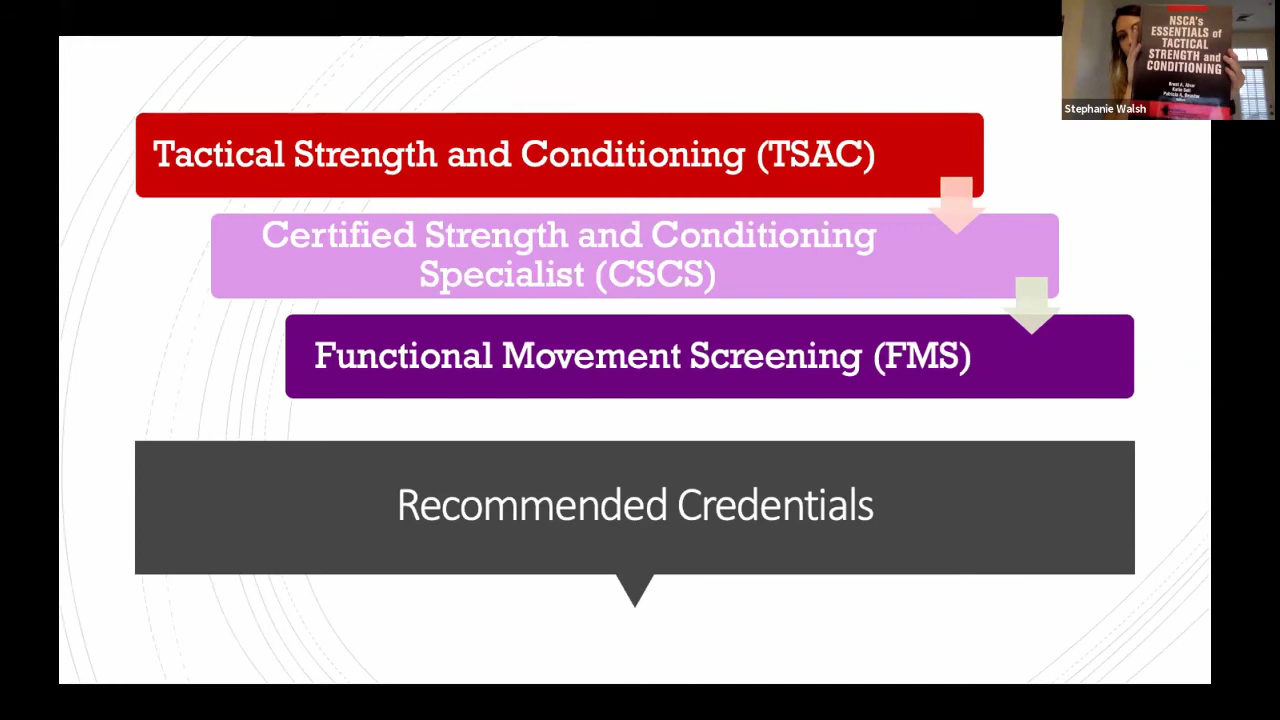 Tactical Strength and Conditioning (TSAC)
Certified Strength and Conditioning
Specialist (CSCS)
Functional Movement Screening (FMS)
Recommended Credentials
NSCA's
ESSENTIALS of
TACTICAL
STRENGTH and
CONDITIONING
Stephanie Walsh